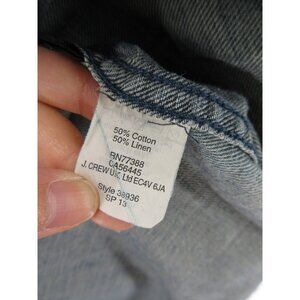 50% Cotton
50% Linen
RN77388
CA56445
J. CREW UK. Ltd EC4V 6JA
Style 38936
SP 13